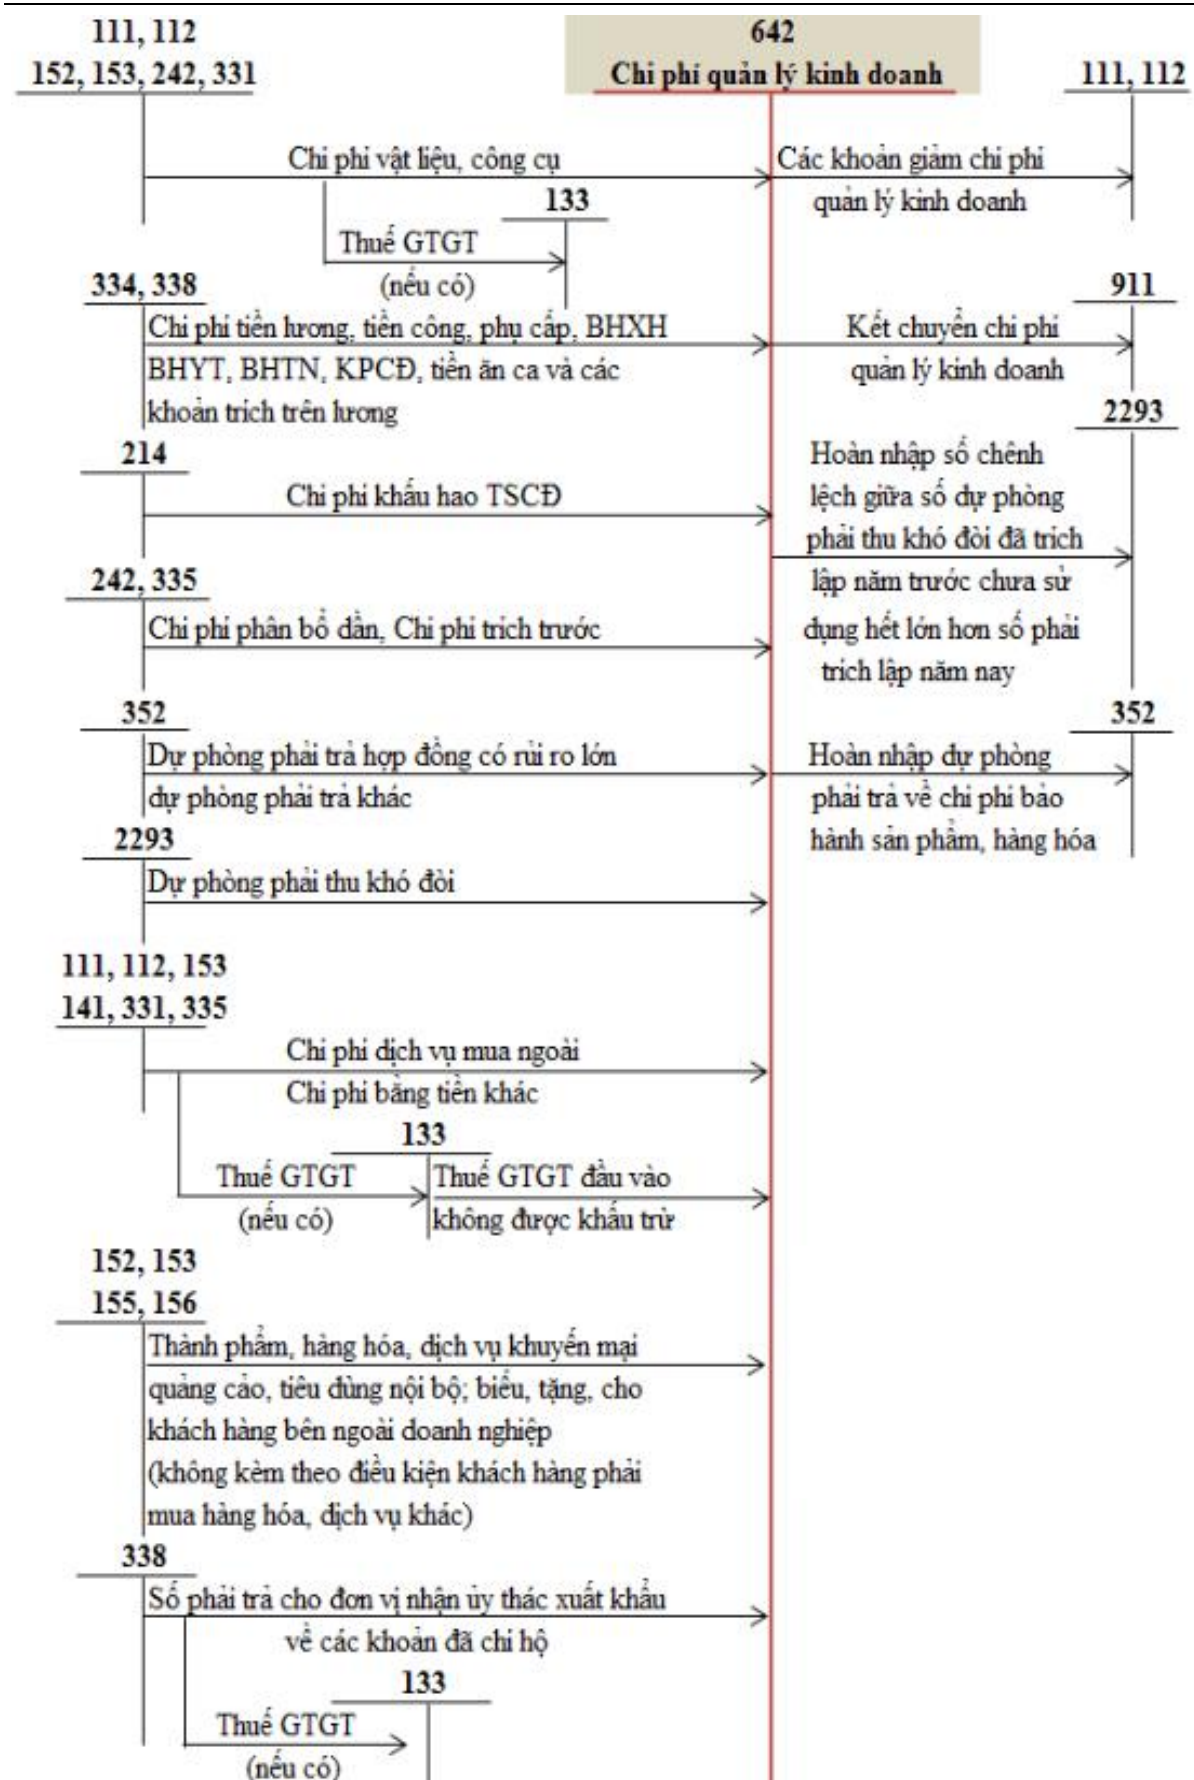 111, 112
152, 153, 242, 331
642
Chi phí quản lý kinh doanh
111, 112
Chi phí vật liệu, công cụ
Các khoản giảm chi phí
quản lý kinh doanh
133
Thuế GTGT
(nếu có)
334, 338
Chi phí tiền lương, tiền công, phụ cấp, BHXH
BHYT, BHTN, KPCĐ, tiền ăn ca và các
khoản trích trên lương
911
Kết chuyển chi phí
quản lý kinh doanh
214
Chi phí khấu hao TSCĐ
2293
Hoàn nhập số chênh
lệch giữa số dự phòng
phải thu khó đòi đã trích
lập năm trước chưa sử
dụng hết lớn hơn số phải
trích lập năm nay
242, 335
Chi phí phân bổ dần, Chi phí trích trước
352
Dự phòng phải trả hợp đồng có rủi ro lớn
dự phòng phải trả khác
352
Hoàn nhập dự phòng
phải trả về chi phí bảo
hành sản phẩm, hàng hóa
2293
Dự phòng phải thu khó đòi
111, 112, 153
141, 331, 335
Chi phí dịch vụ mua ngoài
Chi phí bằng tiền khác
133
Thuế GTGT
(nếu có)
Thuế GTGT đầu vào
không được khấu trừ
152, 153
155, 156
Thành phẩm, hàng hóa, dịch vụ khuyến mại
quảng cáo, tiêu dùng nội bộ; biếu, tặng, cho
khách hàng bên ngoài doanh nghiệp
(không kèm theo điều kiện khách hàng phải
mua hàng hóa, dịch vụ khác)
338
Số phải trả cho đơn vị nhận ủy thác xuất khẩu
về các khoản đã chi hộ
133
Thuế GTGT
(nếu có)